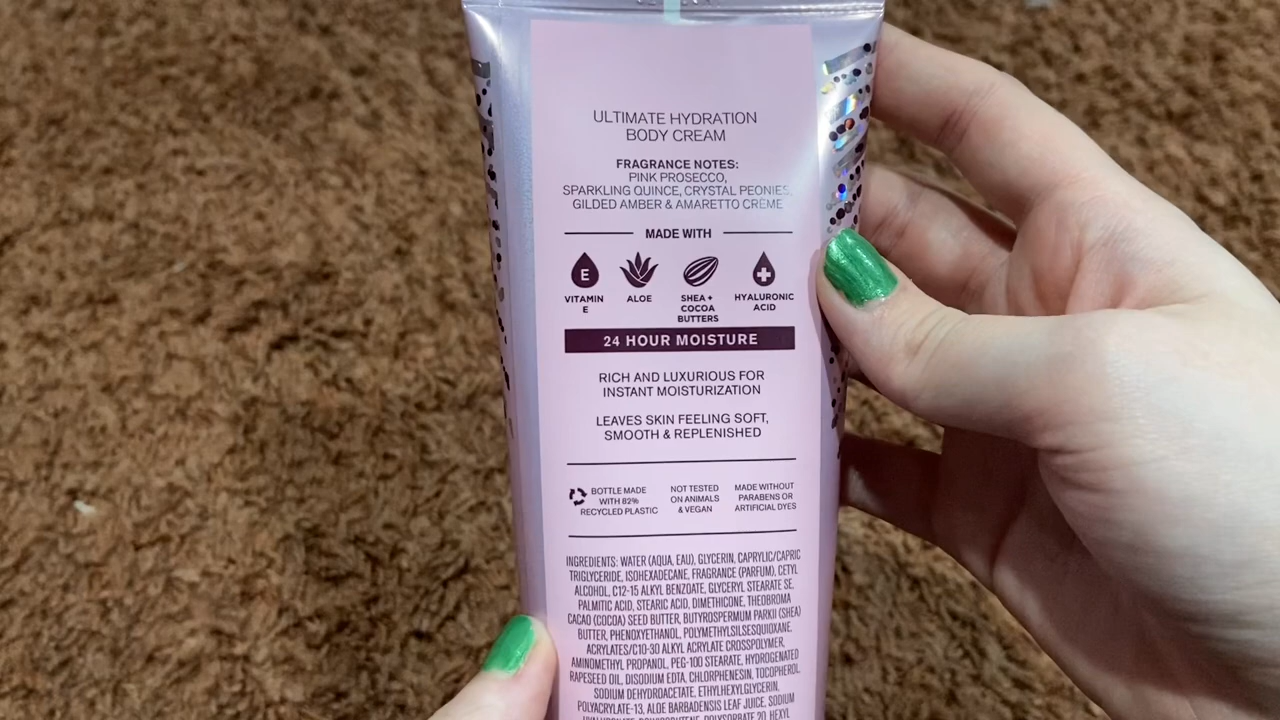 ULTIMATE HYDRATION
BODY CREAM
FRAGRANCE NOTES:
PINK PROSECCO,
SPARKLING QUINCE, CRYSTAL PEONIES,
GILDED AMBER & AMARETTO CRÈME
MADE WITH
E
VITAMIN
E
ALOE
SHEA +
COCOA
BUTTERS
HYALURONIC
ACID
24 HOUR MOISTURE
RICH AND LUXURIOUS FOR
INSTANT MOISTURIZATION
LEAVES SKIN FEELING SOFT,
SMOOTH & REPLENISHED
BOTTLE MADE
WITH 82%
RECYCLED PLASTIC
NOT TESTED
ON ANIMALS
& VEGAN
MADE WITHOUT
PARABENS OR
ARTIFICIAL DYES
INGREDIENTS: WATER (AQUA, EAU), GLYCERIN, CAPRYLIC/CAPRIC
TRIGLYCERIDE, ISOHEXADECANE, FRAGRANCE (PARFUM), CETYL
ALCOHOL, C12-15 ALKYL BENZOATE, GLYCERYL STEARATE SE,
PALMITIC ACID, STEARIC ACID, DIMETHICONE, THEOBROMA
CACAO (COCOA) SEED BUTTER, BUTYROSPERMUM PARKII (SHEA)
BUTTER, PHENOXYETHANOL, POLYMETHYLSILSESQUIOXANE,
ACRYLATES/C10-30 ALKYL ACRYLATE CROSSPOLYMER,
AMINOMETHYL PROPANOL, PEG-100 STEARATE, HYDROGENATED
RAPESEED OIL, DISODIUM EDTA, CHLORPHENESIN, TOCOPHEROL,
SODIUM DEHYDROACETATE, ETHYLHEXYLGLYCERIN,
POLYACRYLATE-13, ALOE BARBADENSIS LEAF JUICE, SODIUM
POLYSORBATE 20, HEXYL